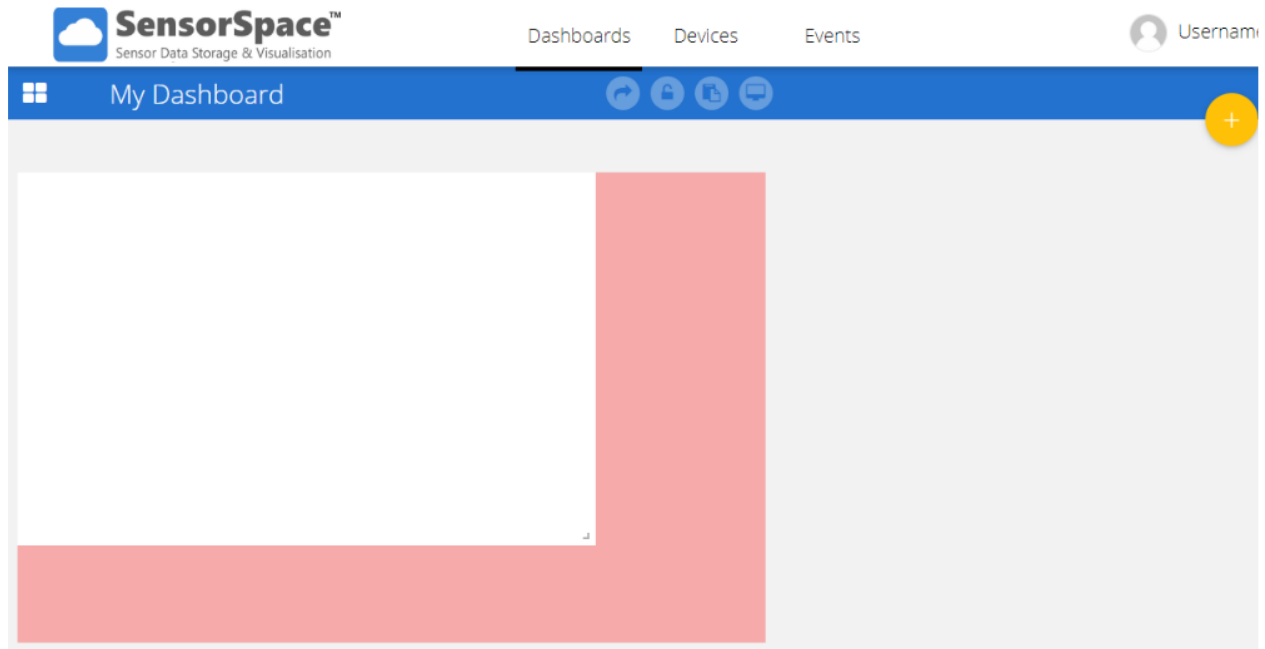 SensorSpace™
Sensor Data Storage & Visualisation
Dashboards Devices Events
Usernam
My Dashboard
+